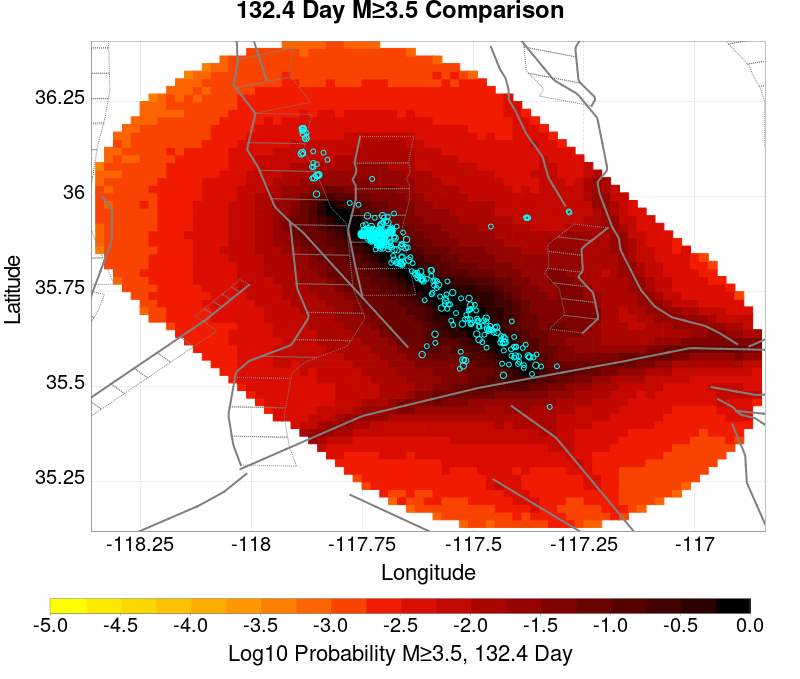 132.4 Day M≥3.5 Comparison
36.25
36
35.75
35.5
35.25
Latitude
-118.25 -118 -117.75 -117.5 -117.25 -117
Longitude
-5.0 -4.5 -4.0 -3.5 -3.0 -2.5 -2.0 -1.5 -1.0 -0.5 0.0
Log10 Probability M≥3.5, 132.4 Day